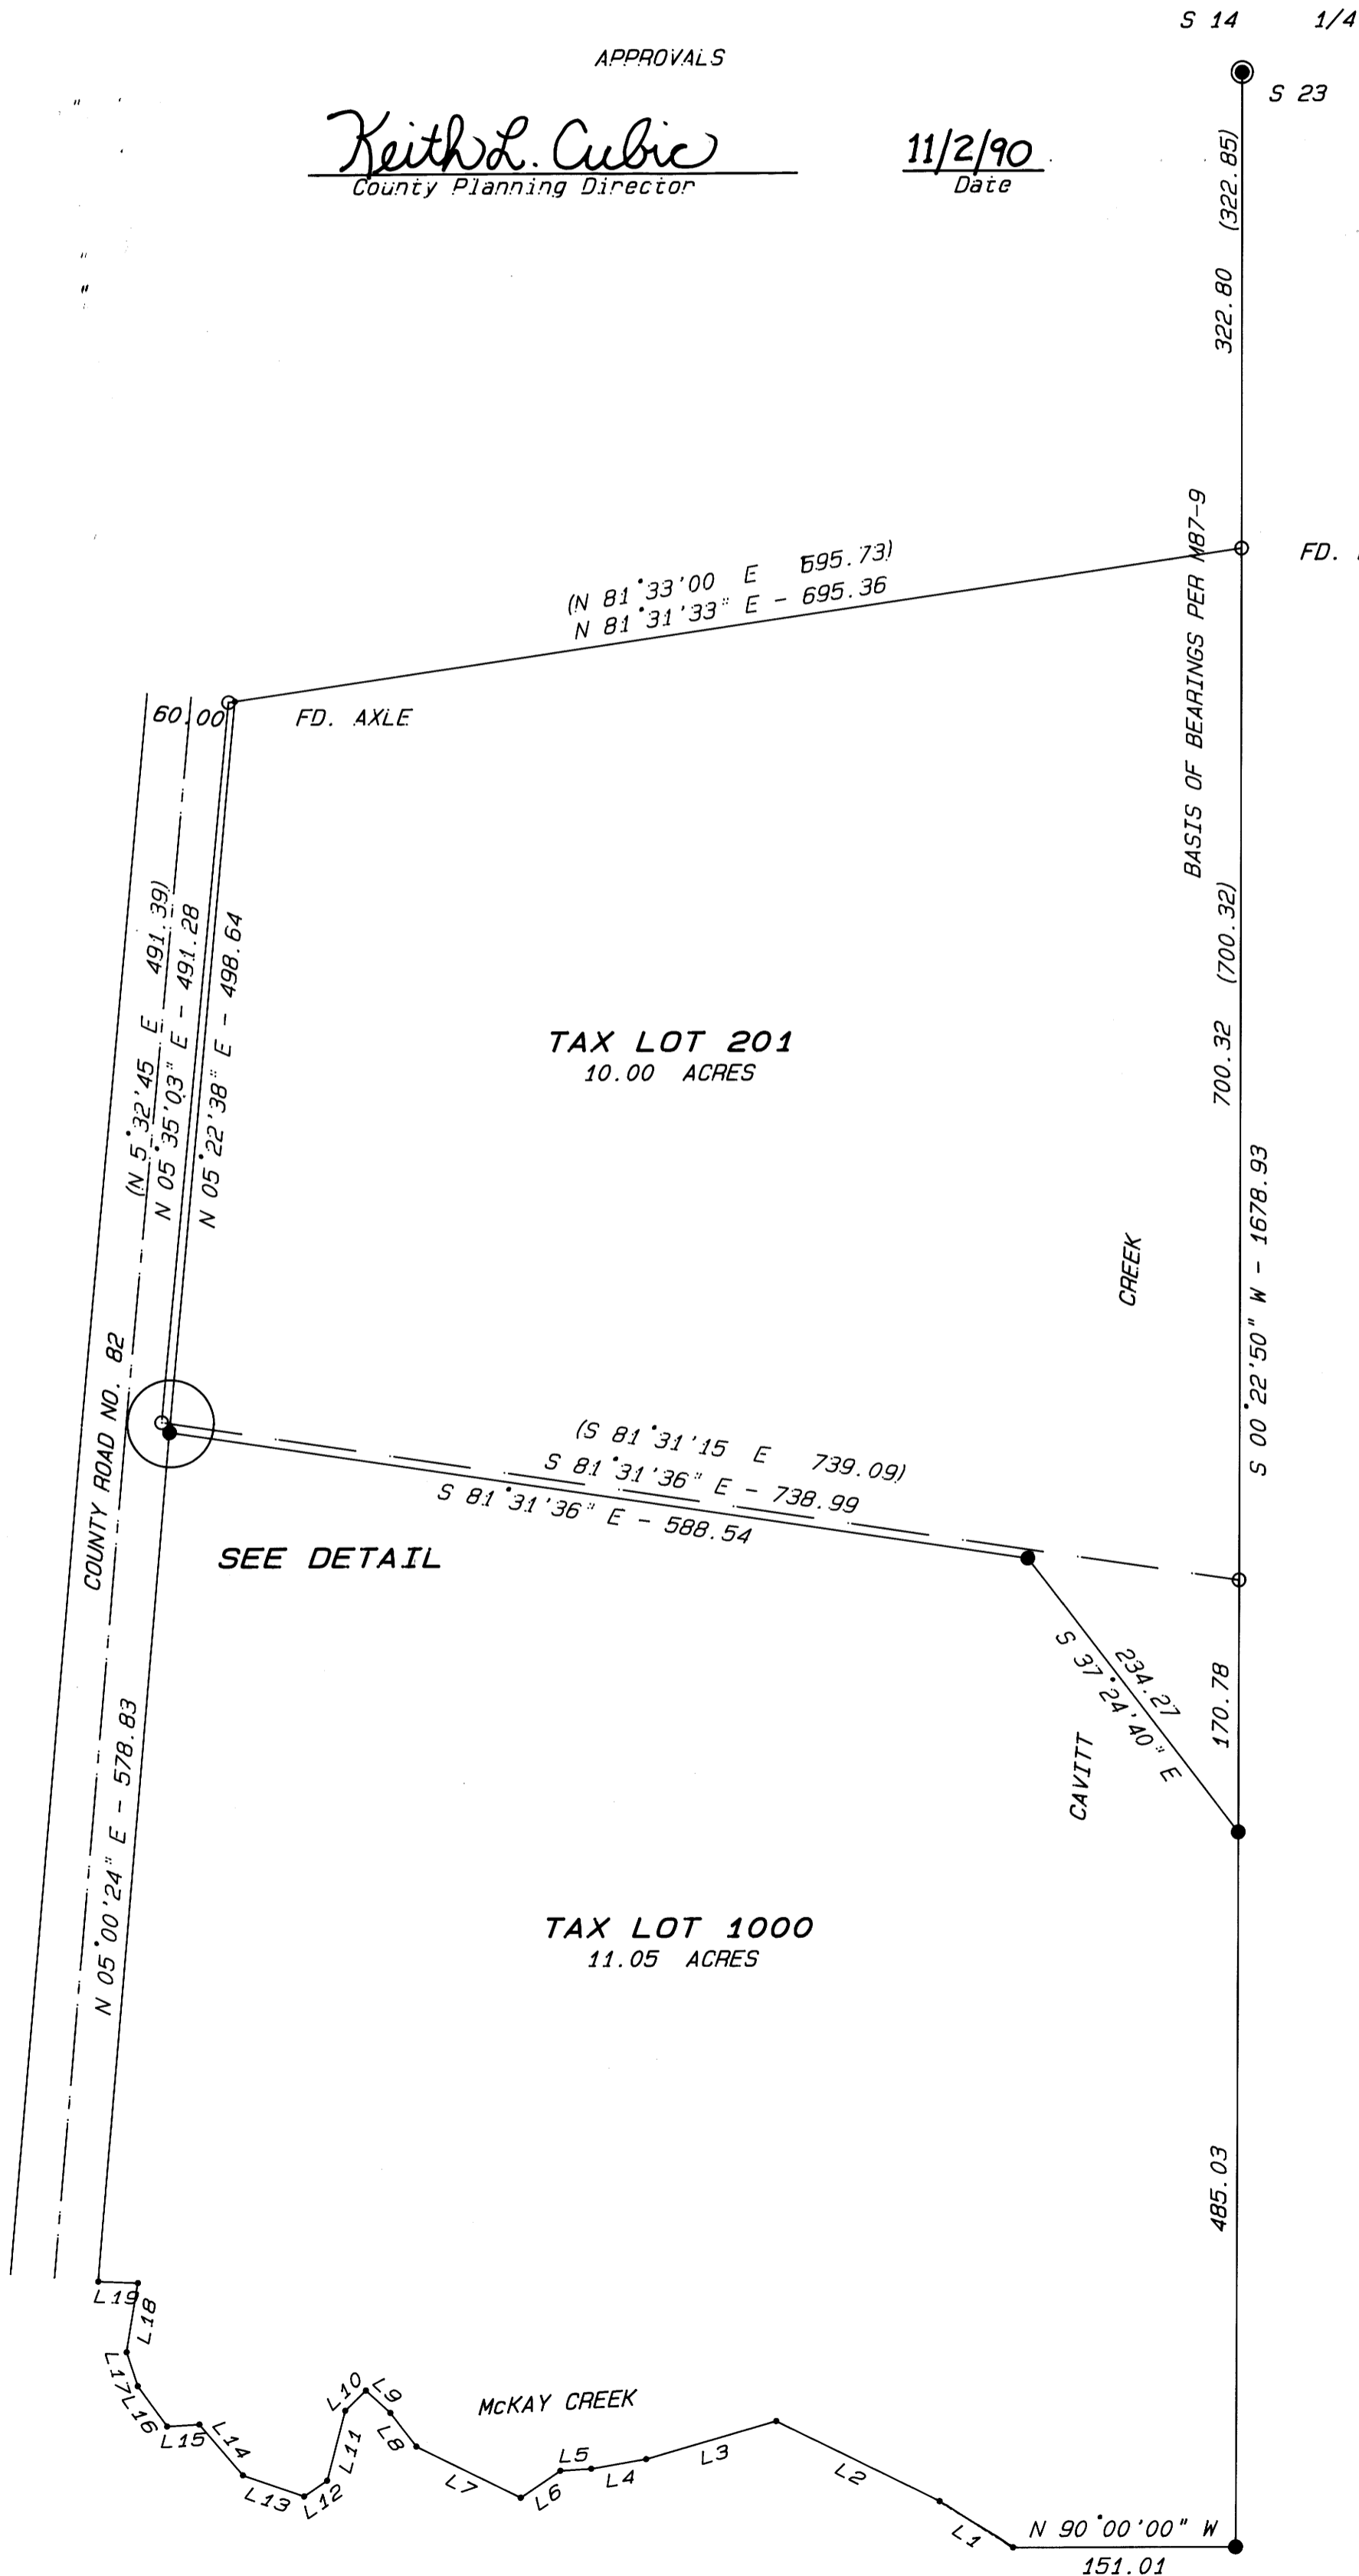 S 14 1/4
APPROVALS
S 23
Keith L. Cubic
County Planning Director
11/2/90
Date
322.80 (322.85)
(N 81°33'00 E 695.73)
N 81°31'33" E - 695.36
FD.
BASIS OF BEARINGS PER M87-9
60.00
FD. AXLE
(N 5°32'45 E 491.39)
N 05°35'03" E - 491.28
N 05°22'38" E - 498.64
700.32 (700.32)
TAX LOT 201
10.00 ACRES
S 00°22'50" W - 1678.93
CREEK
COUNTY ROAD NO. 82
(S 81°31'15 E 739.09)
S 81°31'36" E - 738.99
S 81°31'36" E - 588.54
SEE DETAIL
234.27
S 37°24'40" E
170.78
CAVITT
N 05°00'24" E - 578.83
TAX LOT 1000
11.05 ACRES
485.03
L19
L18
L17
L16
L15
L14
L13
L12
L11
L10
L9
L8
McKAY CREEK
L7
L6
L5
L4
L3
L2
L1
N 90°00'00" W
151.01